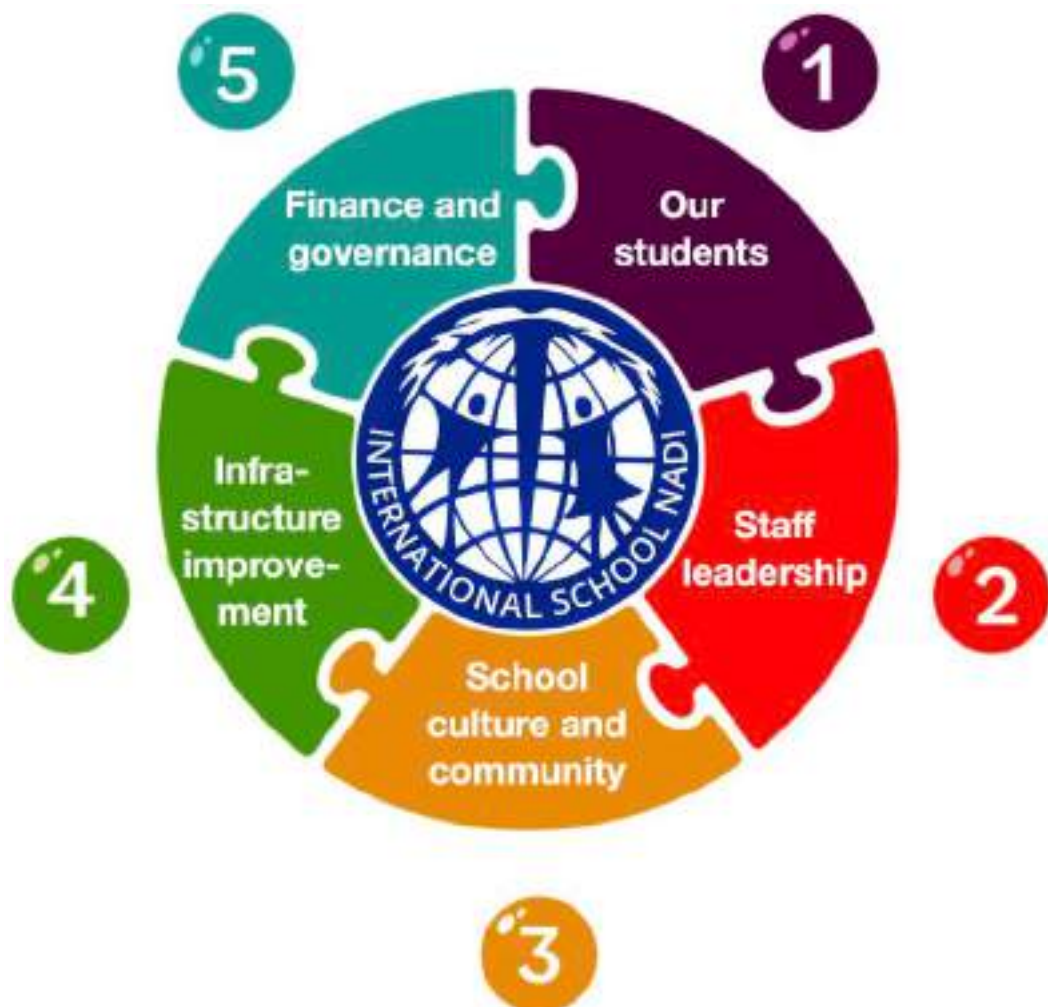 1
Our
students
2
Staff
leadership
3
School
culture and
community
4
Infra-
structure
improve-
ment
5
Finance and
governance
INTERNATIONAL SCHOOL NADI